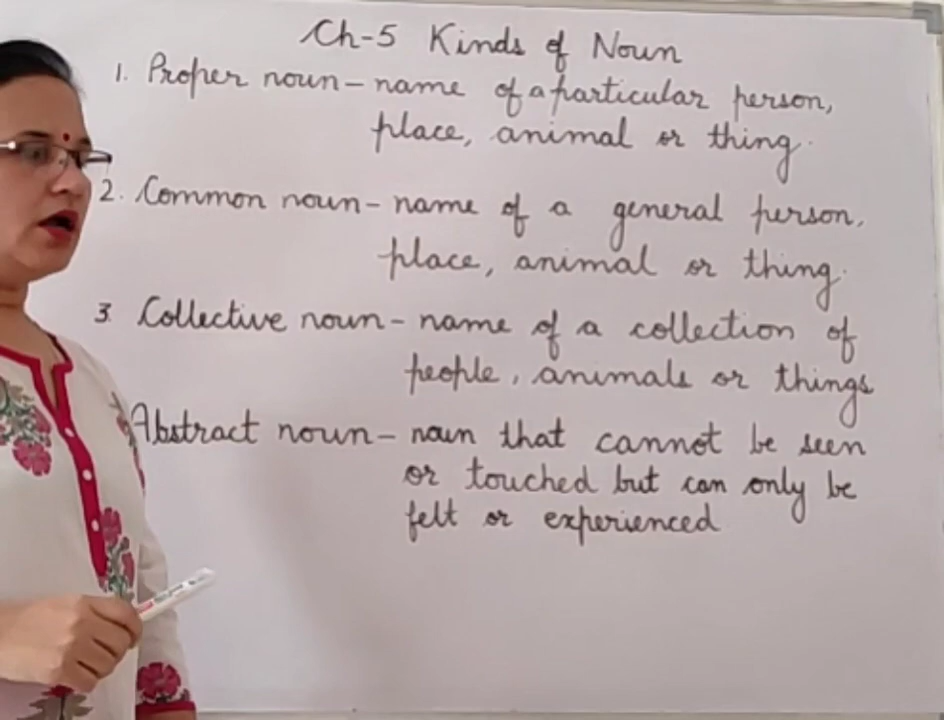 Ch-5 Kinds of Noun
1. Proper noun - name of a particular person,
place, animal or thing.
2. Common noun - name of a general person,
place, animal or thing.
3. Collective noun - name of a collection of
people, animals or things
Abstract noun - noun that cannot be seen
or touched but can only be
felt or experienced